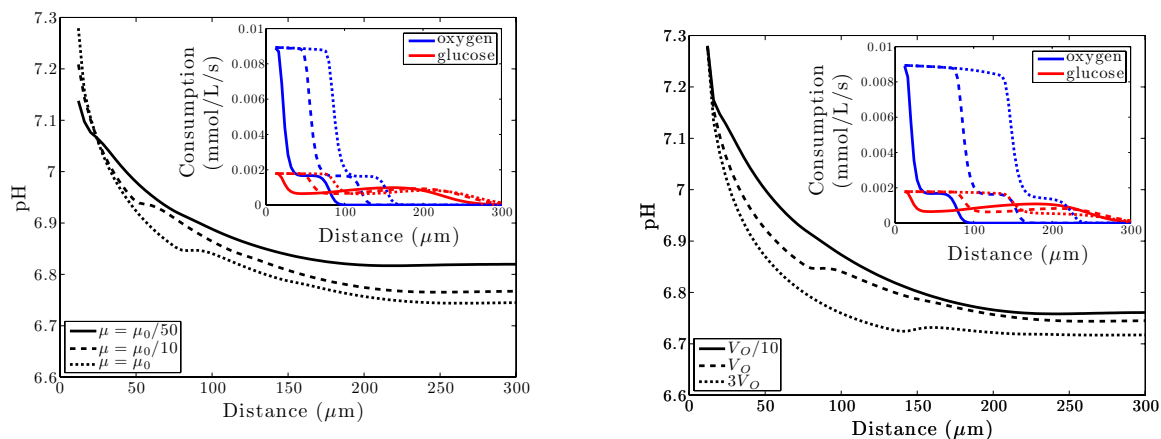 7.3
7.2
7.1
7
6.9
6.8
6.7
6.6
pH
0
50
100
150
200
250
300
Distance (μm)
μ = μ₀/50
μ = μ₀/10
μ = μ₀
0.01
0.008
0.006
0.004
0.002
0
Consumption
(mmol/L/s)
0
100
200
300
Distance (μm)
oxygen
glucose
7.3
7.2
7.1
7
6.9
6.8
6.7
6.6
pH
0
50
100
150
200
250
300
Distance (μm)
V_O/10
V_O
3V_O
0.01
0.008
0.006
0.004
0.002
0
Consumption
(mmol/L/s)
0
100
200
300
Distance (μm)
oxygen
glucose